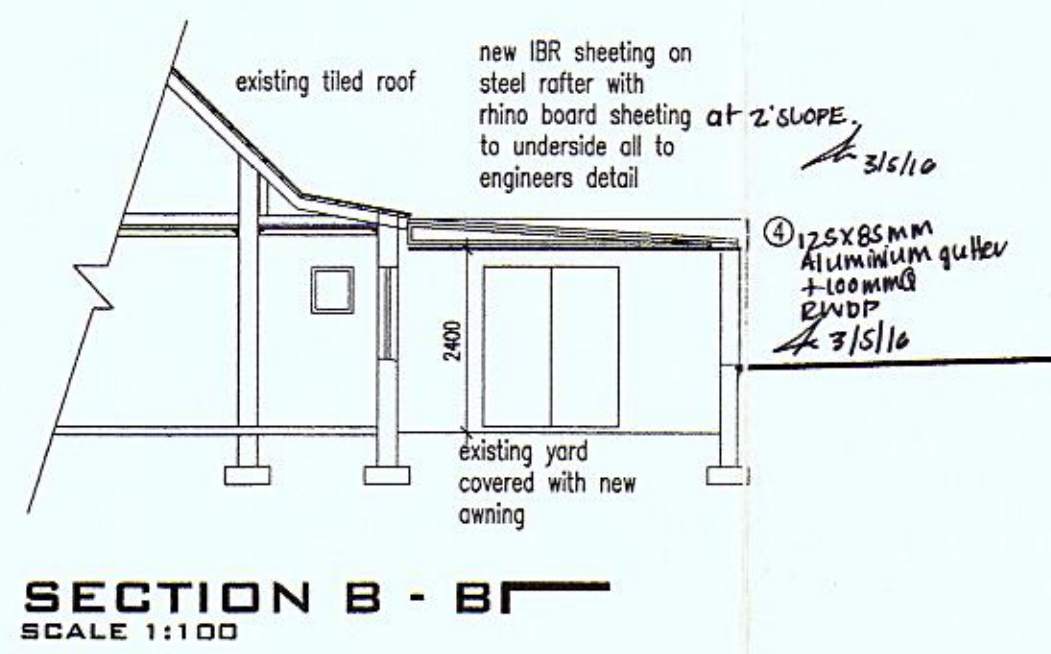 existing tiled roof
new IBR sheeting on
steel rafter with
rhino board sheeting at 2° SLOPE.
to underside all to
engineers detail
3/5/16
④ 125X85mm
Aluminium gutter
+100mmØ
RWDP
3/5/16
2400
existing yard
covered with new
awning
SECTION B - B
SCALE 1:100